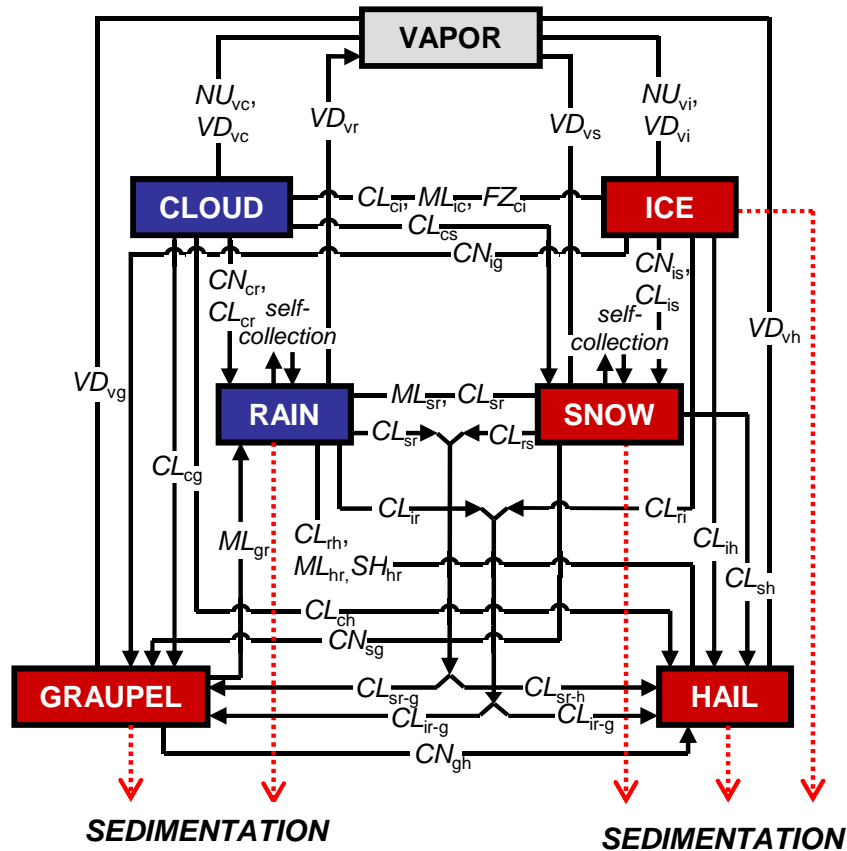 VAPOR
NUvc,
VDvc
VDvr
VDvs
NUvi,
VDvi
CLOUD
CLci, MLic, FZci
ICE
CLcs
CNig
CNcr,
CLcr
self-
collection
CNis,
CLis
self-
collection
VDvg
VDvh
RAIN
MLsr, CLsr
SNOW
CLsr
CLrs
CLcg
CLir
CLri
MLgr
CLrh,
MLhr, SHhr
CLih
CLsh
CLch
CNsg
GRAUPEL
CLsr-g
CLsr-h
HAIL
CLir-g
CLir-g
CNgh
SEDIMENTATION
SEDIMENTATION